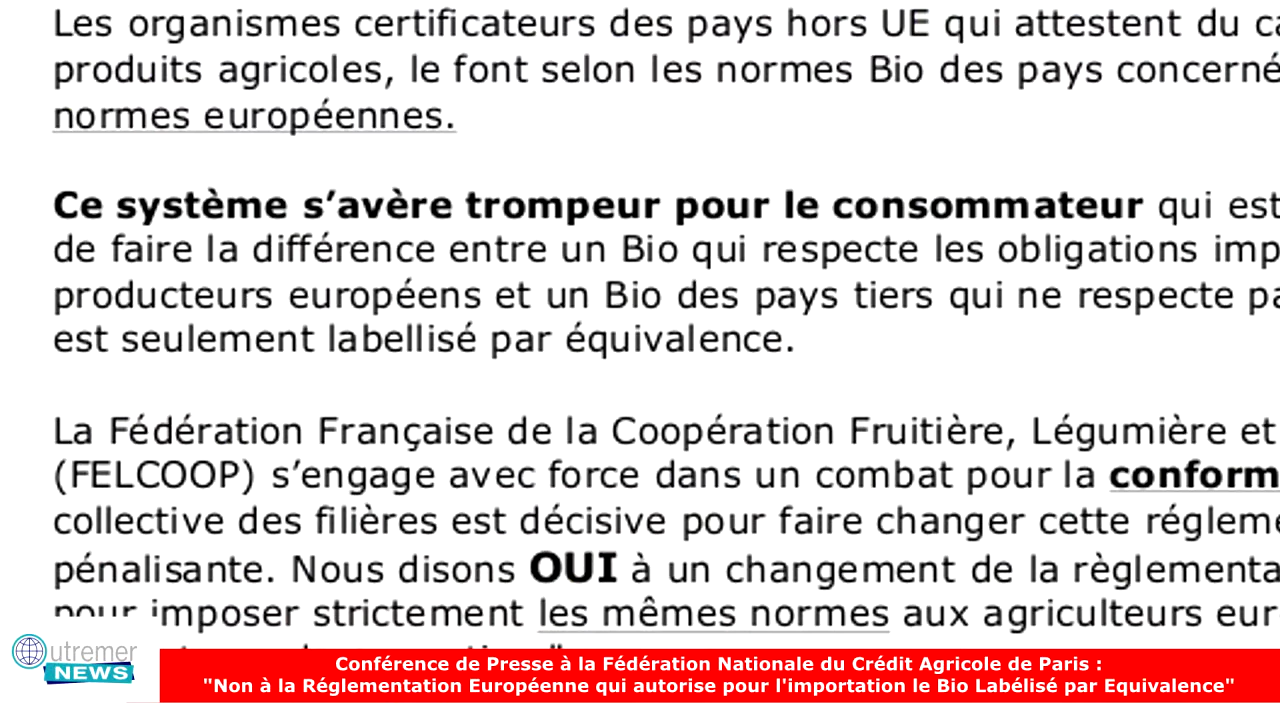 Les organismes certificateurs des pays hors UE qui attestent du
produits agricoles, le font selon les normes Bio des pays
normes européennes.
Ce système s’avère trompeur pour le consommateur qui est
de faire la différence entre un Bio qui respecte les obligations
producteurs européens et un Bio des pays tiers qui ne respecte
est seulement labellisé par équivalence.
La Fédération Française de la Coopération Fruitière, Légumière et
(FELCOOP) s’engage avec force dans un combat pour la
collective des filières est décisive pour faire changer cette
pénalisante. Nous disons OUI à un changement de la
pour imposer strictement les mêmes normes aux agriculteurs
Outremer
NEWS
Conférence de Presse à la Fédération Nationale du Crédit Agricole de Paris :
"Non à la Réglementation Européenne qui autorise pour l'importation le Bio Labélisé par Equivalence"